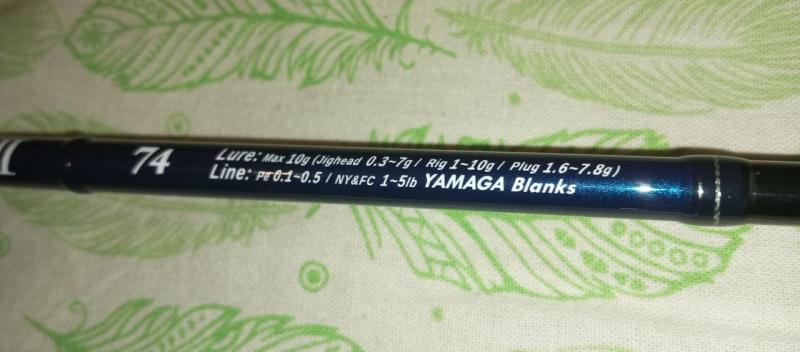 74
Lure: Max 10g (Jighead 0.3~7g / Rig 1~10g / Plug 1.6~7.8g)
Line: PE 0.1~0.5 / NY&FC 1~5lb YAMAGA Blanks